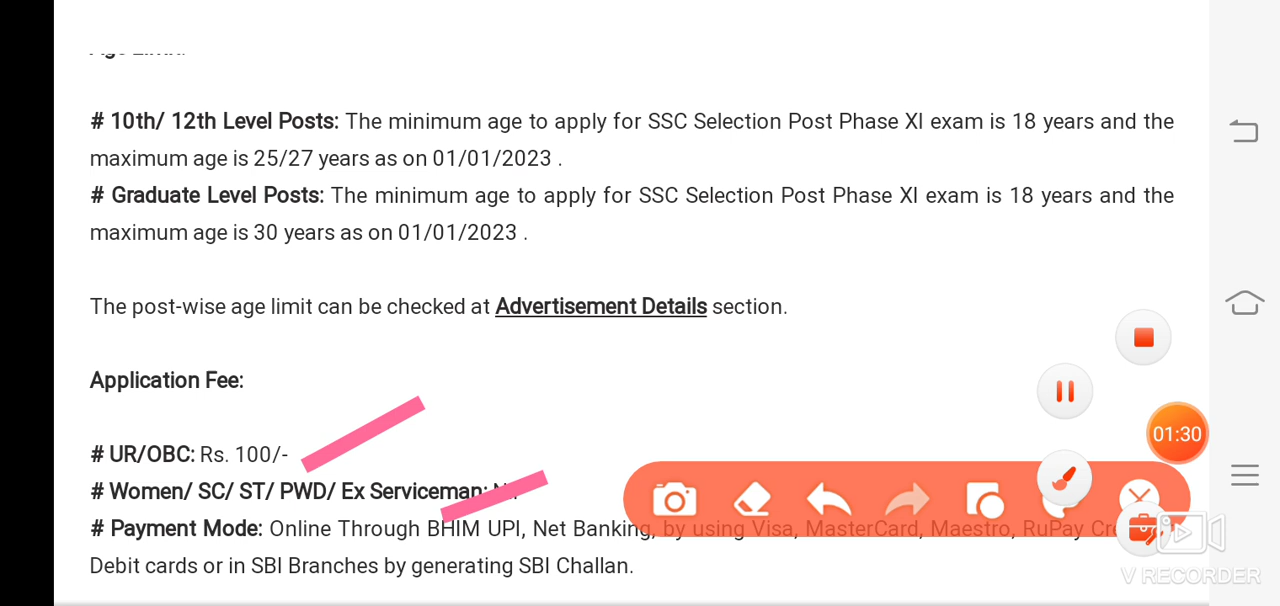 # 10th/ 12th Level Posts: The minimum age to apply for SSC Selection Post Phase XI exam is 18 years and the
maximum age is 25/27 years as on 01/01/2023 .
# Graduate Level Posts: The minimum age to apply for SSC Selection Post Phase XI exam is 18 years and the
maximum age is 30 years as on 01/01/2023 .
The post-wise age limit can be checked at Advertisement Details section.
Application Fee:
# UR/OBC: Rs. 100/-
# Women/ SC/ ST/ PWD/ Ex Serviceman:
# Payment Mode: Online Through BHIM UPI, Net Banking, by using Visa, MasterCard, Maestro, RuPay
Debit cards or in SBI Branches by generating SBI Challan.
01:30
V RECORDER